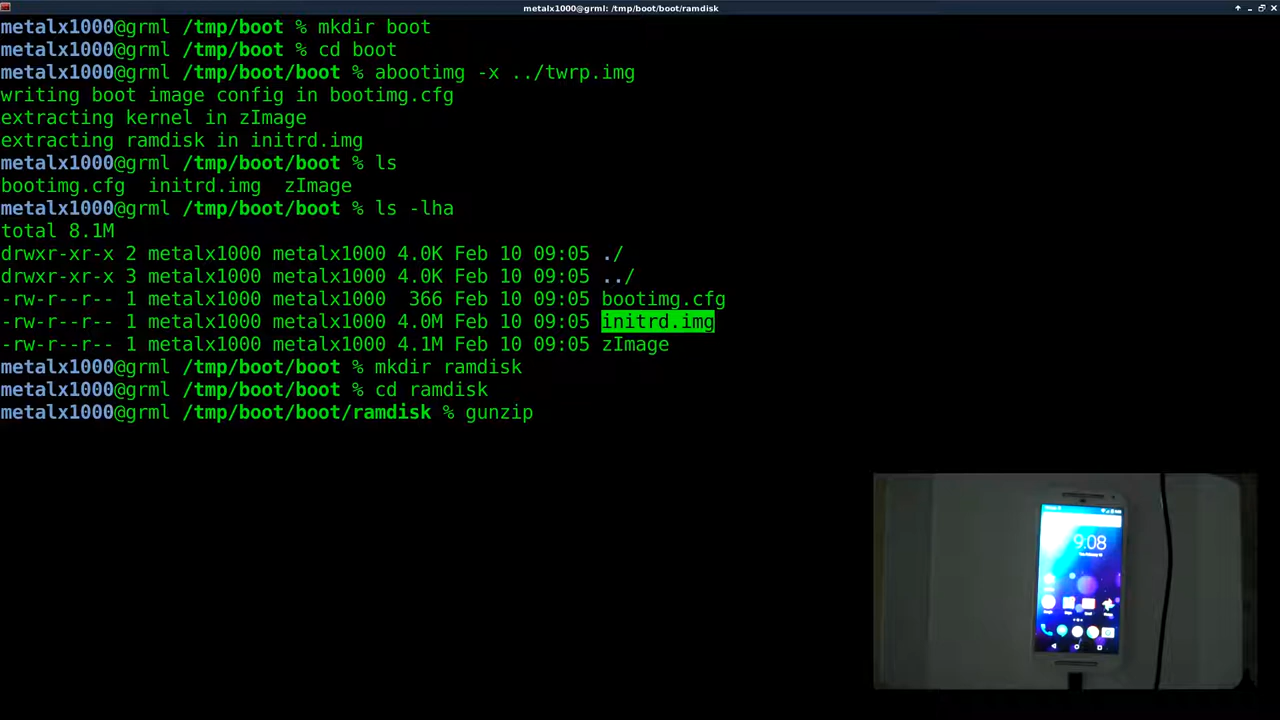 metalx1000@grml: /tmp/boot/boot/ramdisk
metalx1000@grml /tmp/boot % mkdir boot
metalx1000@grml /tmp/boot % cd boot
metalx1000@grml /tmp/boot/boot % abootimg -x ../twrp.img
writing boot image config in bootimg.cfg
extracting kernel in zImage
extracting ramdisk in initrd.img
metalx1000@grml /tmp/boot/boot % ls
bootimg.cfg  initrd.img  zImage
metalx1000@grml /tmp/boot/boot % ls -lha
total 8.1M
drwxr-xr-x 2 metalx1000 metalx1000 4.0K Feb 10 09:05 ./
drwxr-xr-x 3 metalx1000 metalx1000 4.0K Feb 10 09:05 ../
-rw-r--r-- 1 metalx1000 metalx1000  366 Feb 10 09:05 bootimg.cfg
-rw-r--r-- 1 metalx1000 metalx1000 4.0M Feb 10 09:05 initrd.img
-rw-r--r-- 1 metalx1000 metalx1000 4.1M Feb 10 09:05 zImage
metalx1000@grml /tmp/boot/boot % mkdir ramdisk
metalx1000@grml /tmp/boot/boot % cd ramdisk
metalx1000@grml /tmp/boot/boot/ramdisk % gunzip
9:08